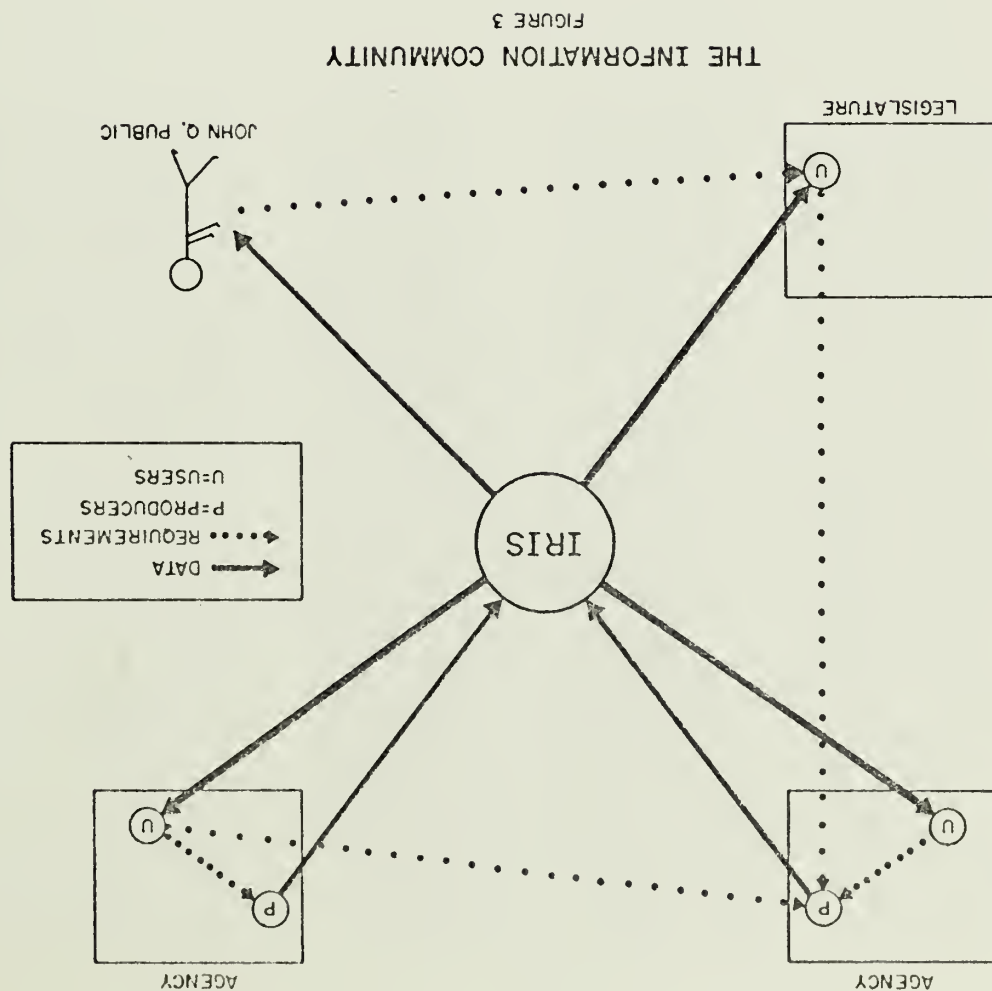 AGENCY
AGENCY
P
P
U
U
IRIS
DATA
REQUIREMENTS
P=PRODUCERS
U=USERS
U
LEGISLATURE
JOHN Q. PUBLIC
THE INFORMATION COMMUNITY
FIGURE 3